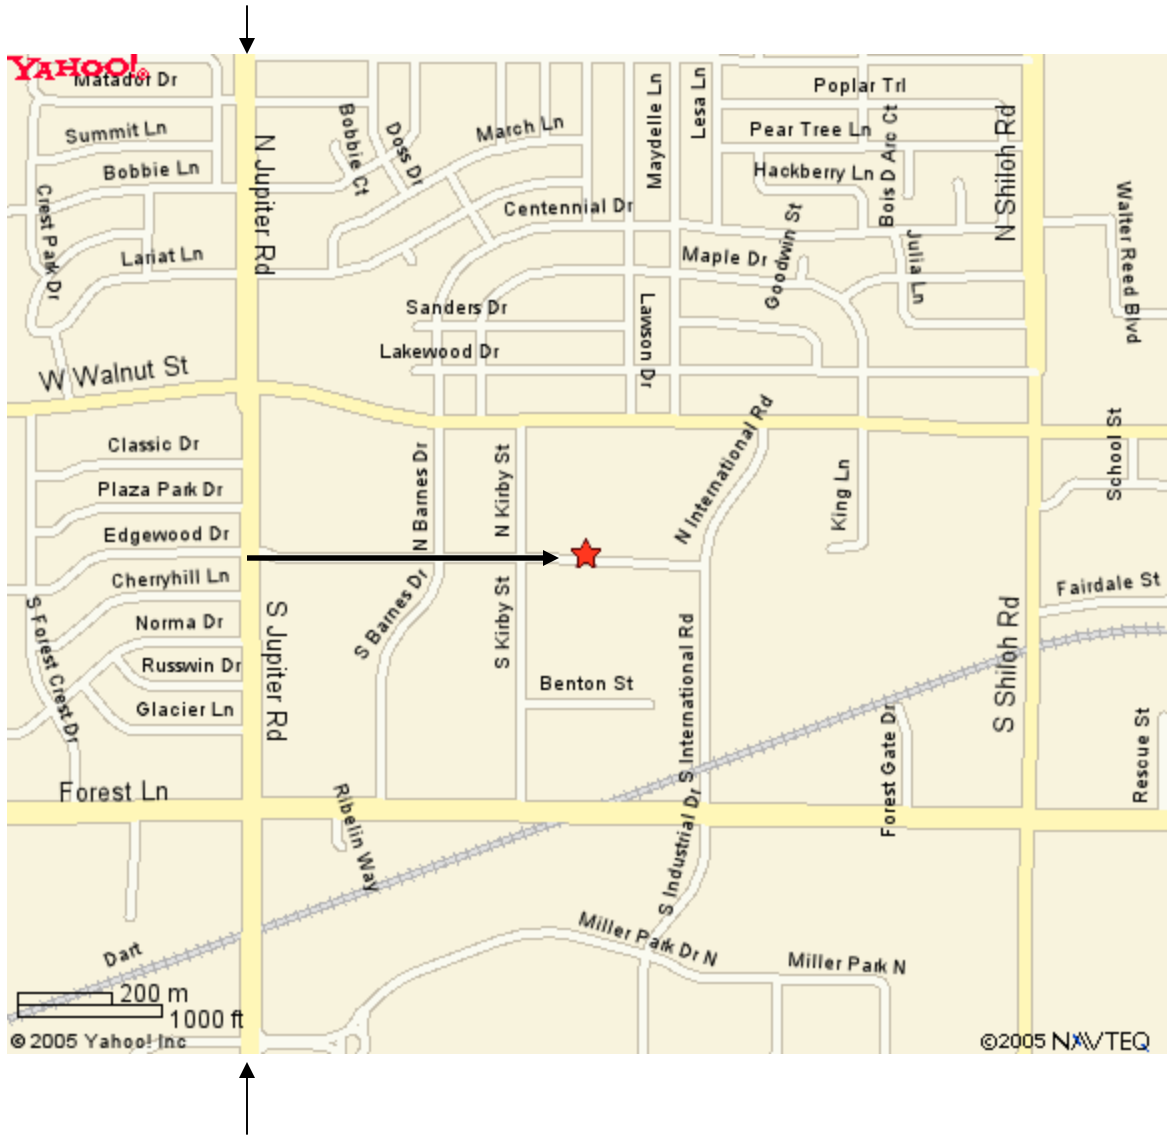 YAHOO!
Matador Dr
Summit Ln
Bobbie Ln
Crest Park Dr
Lariat Ln
N Jupiter Rd
Bobbie Ct
Doss Dr
March Ln
Centennial Dr
Maydelle Ln
Lesa Ln
Poplar Trl
Pear Tree Ln
Hackberry Ln
Bois D Arc Ct
N Shiloh Rd
Walter Reed Blvd
Maple Dr
Goodwin St
Julia Ln
Sanders Dr
Lakewood Dr
Lawson Dr
W Walnut St
Classic Dr
Plaza Park Dr
Edgewood Dr
Cherryhill Ln
Norma Dr
Russwin Dr
Glacier Ln
S Forest Crest Dr
N Barnes Dr
N Kirby St
N International Rd
King Ln
School St
S Jupiter Rd
S Barnes Dr
S Kirby St
Benton St
S International Rd
S Shiloh Rd
Fairdale St
Forest Gate Dr
Rescue St
Forest Ln
Ribelin Way
S Industrial Dr
Miller Park Dr N
Miller Park N
Dart
200 m
1000 ft
© 2005 Yahoo! Inc
©2005 NAVTEQ